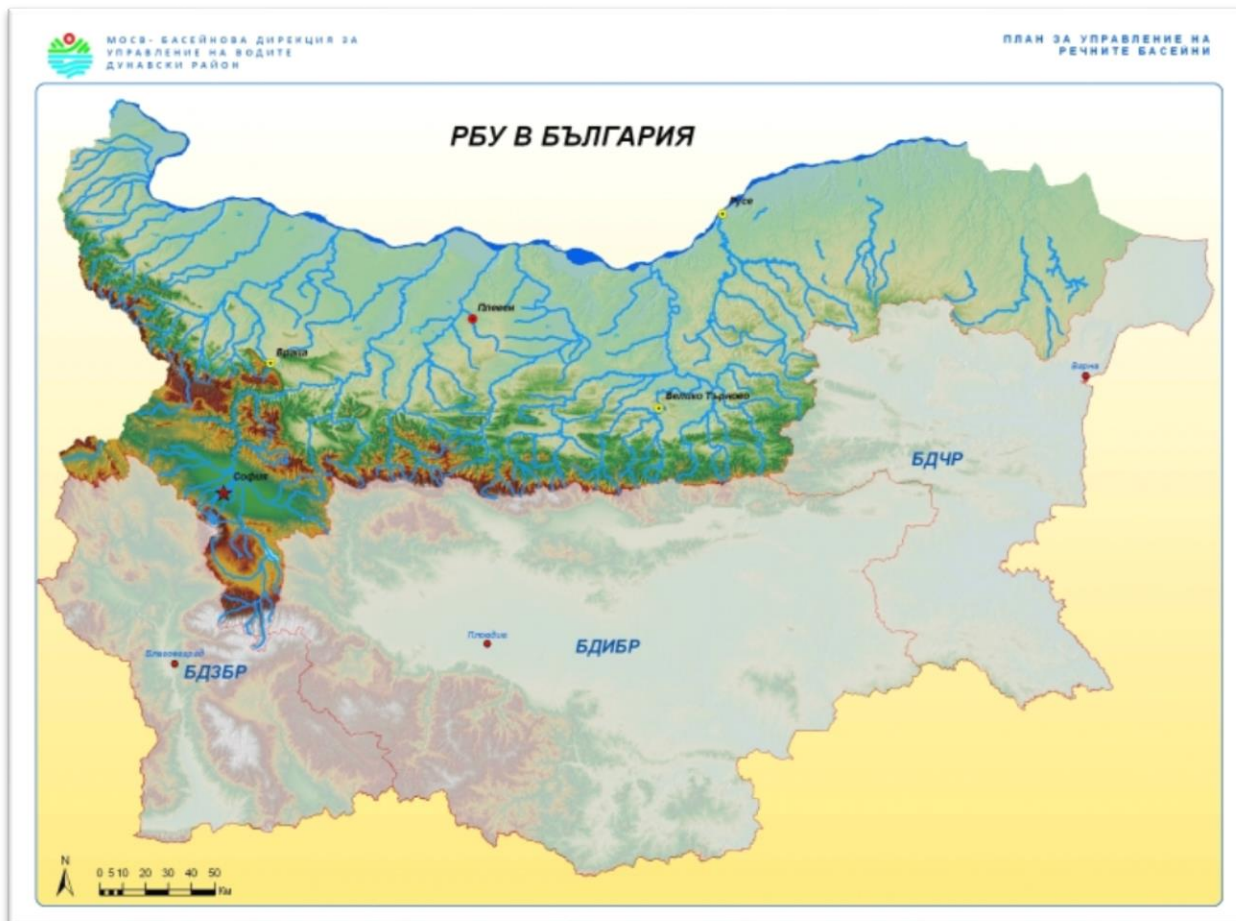 МОСВ- БАСЕЙНОВА ДИРЕКЦИЯ ЗА
УПРАВЛЕНИЕ НА ВОДИТЕ
ДУНАВСКИ РАЙОН
ПЛАН ЗА УПРАВЛЕНИЕ НА
РЕЧНИТЕ БАСЕЙНИ
РБУ В БЪЛГАРИЯ
Русе
Плевен
Враца
Варна
Велико Търново
БДЧР
София
Пловдив
БДИБР
Благоевград
БДЗБР
N
0 5 10 20 30 40 50
Км